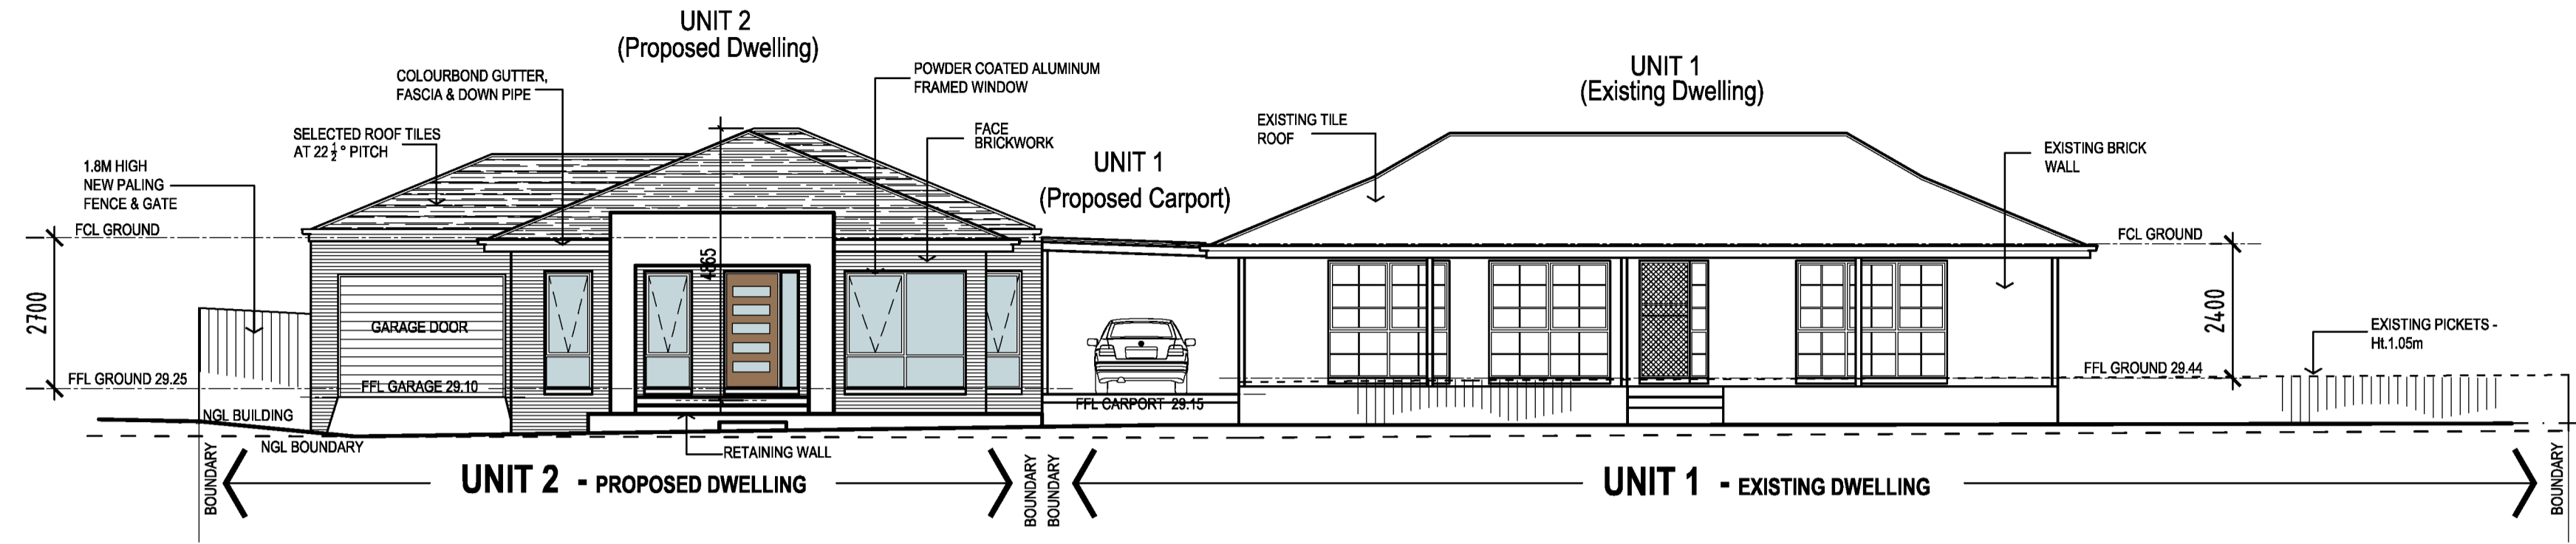 UNIT 2
(Proposed Dwelling)
COLOURBOND GUTTER,
FASCIA & DOWN PIPE
POWDER COATED ALUMINUM
FRAMED WINDOW
SELECTED ROOF TILES
AT 22 ½ ° PITCH
FACE
BRICKWORK
1.8M HIGH
NEW PALING
FENCE & GATE
UNIT 1
(Proposed Carport)
UNIT 1
(Existing Dwelling)
EXISTING TILE
ROOF
EXISTING BRICK
WALL
FCL GROUND
2700
4865
GARAGE DOOR
FFL GROUND 29.25
FFL GARAGE 29.10
FFL CARPORT 29.15
FCL GROUND
2400
EXISTING PICKETS -
Ht.1.05m
FFL GROUND 29.44
NGL BUILDING
NGL BOUNDARY
RETAINING WALL
BOUNDARY
UNIT 2 - PROPOSED DWELLING
BOUNDARY
BOUNDARY
UNIT 1 - EXISTING DWELLING
BOUNDARY